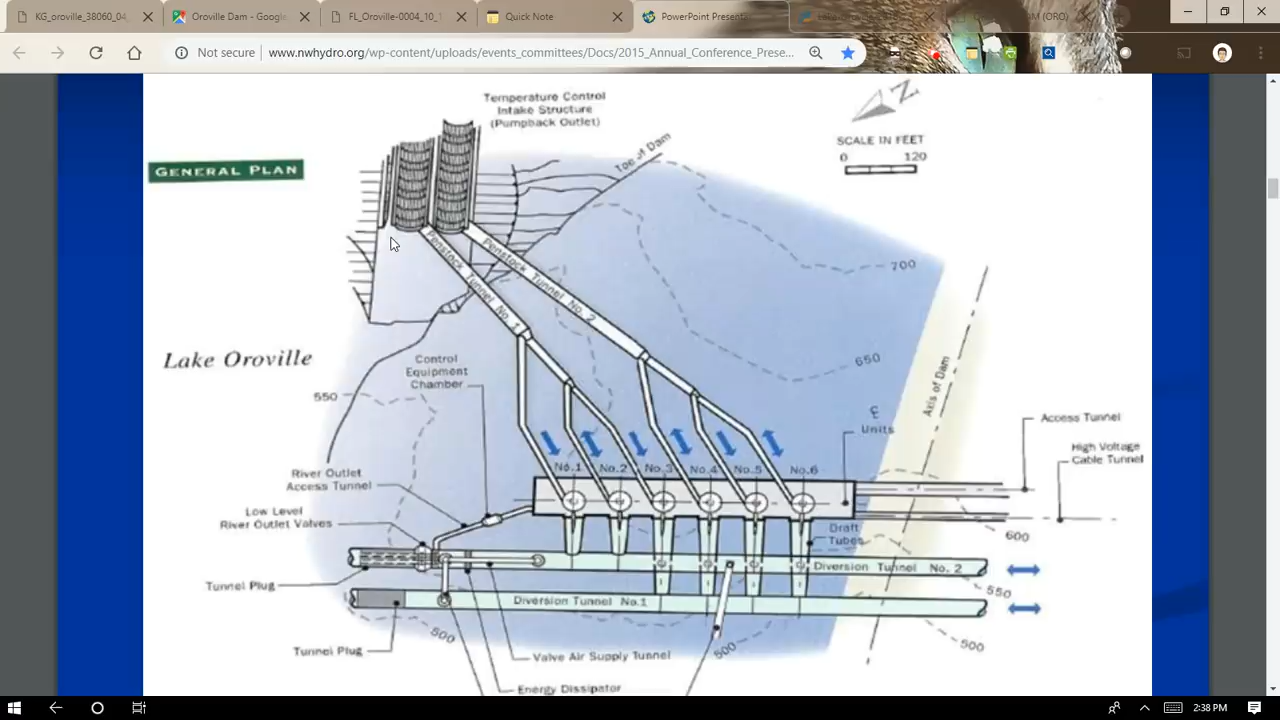 KG_oroville_38060_04
Oroville Dam - Google
FL_Oroville-0004_10_1
Quick Note
PowerPoint Presenta
Not secure
www.nwhydro.org/wp-content/uploads/events_committees/Docs/2015_Annual_Conference_Prese...
Temperature Control
Intake Structure
(Pumpback Outlet)
N
SCALE IN FEET
0 120
GENERAL PLAN
Toe of Dam
Penstock Tunnel No. 1
Penstock Tunnel No. 2
700
Lake Oroville
Control
Equipment
Chamber
650
Axis of Dam
550
℄
Units
Access Tunnel
High Voltage
Cable Tunnel
No.1 No.2 No.3 No.4 No.5 No.6
River Outlet
Access Tunnel
Low Level
River Outlet Valves
Draft
Tubes
600
Tunnel Plug
Diversion Tunnel No. 2
550
Diversion Tunnel No.1
500
500
500
Tunnel Plug
Valve Air Supply Tunnel
Energy Dissipator
2:38 PM